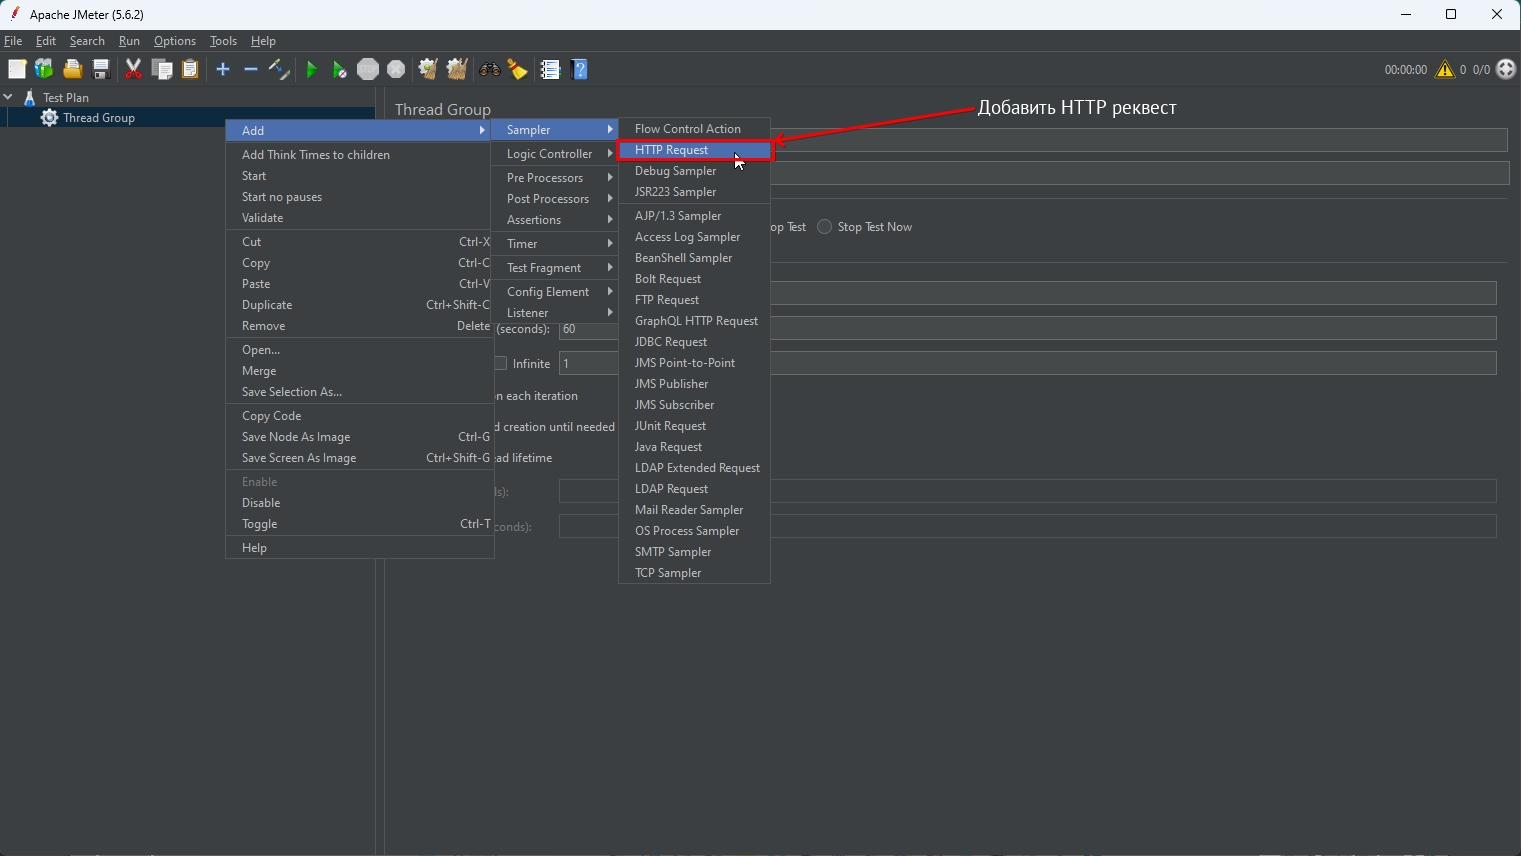 Apache JMeter (5.6.2)
File Edit Search Run Options Tools Help
00:00:00 0 0/0
Test Plan
Thread Group
Thread Group
Добавить HTTP реквест
Add
Add Think Times to children
Start
Start no pauses
Validate
Cut Ctrl-X
Copy Ctrl-C
Paste Ctrl-V
Duplicate Ctrl+Shift-C
Remove Delete
Open...
Merge
Save Selection As...
Copy Code
Save Node As Image Ctrl-G
Save Screen As Image Ctrl+Shift-G
Enable
Disable
Toggle Ctrl-T
Help
Sampler
Logic Controller
Pre Processors
Post Processors
Assertions
Timer
Test Fragment
Config Element
Listener
Flow Control Action
HTTP Request
Debug Sampler
JSR223 Sampler
AJP/1.3 Sampler
Access Log Sampler
BeanShell Sampler
Bolt Request
FTP Request
GraphQL HTTP Request
JDBC Request
JMS Point-to-Point
JMS Publisher
JMS Subscriber
JUnit Request
Java Request
LDAP Extended Request
LDAP Request
Mail Reader Sampler
OS Process Sampler
SMTP Sampler
TCP Sampler
op Test Stop Test Now
(seconds): 60
Infinite 1
n each iteration
d creation until needed
ead lifetime
ls):
conds):